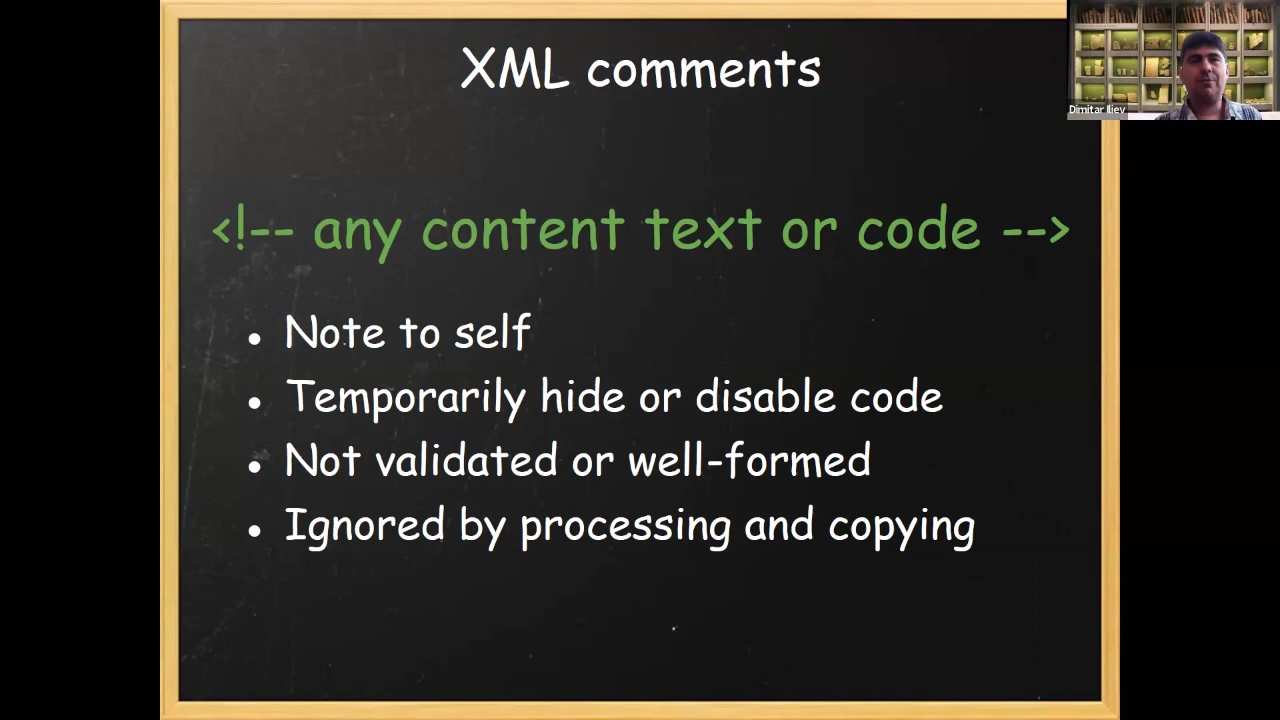 XML comments
Dimitar Iliev
<!-- any content text or code -->
• Note to self
• Temporarily hide or disable code
• Not validated or well-formed
• Ignored by processing and copying